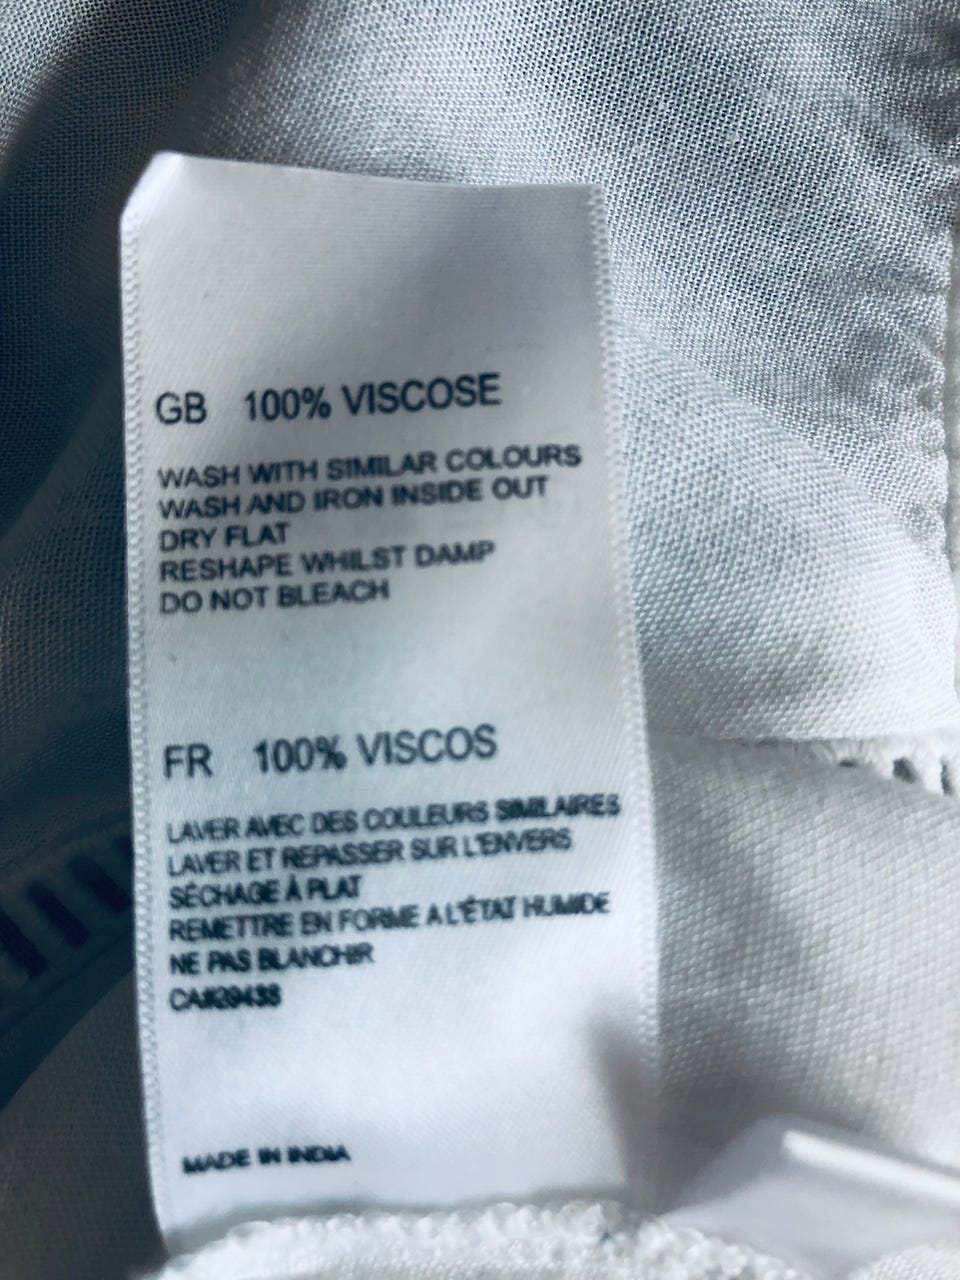 GB 100% VISCOSE
WASH WITH SIMILAR COLOURS
WASH AND IRON INSIDE OUT
DRY FLAT
RESHAPE WHILST DAMP
DO NOT BLEACH
FR 100% VISCOS
LAVER AVEC DES COULEURS SIMILAIRES
LAVER ET REPASSER SUR L'ENVERS
SÉCHAGE À PLAT
REMETTRE EN FORME A L'ÉTAT HUMIDE
NE PAS BLANCHIR
CA#29438
MADE IN INDIA